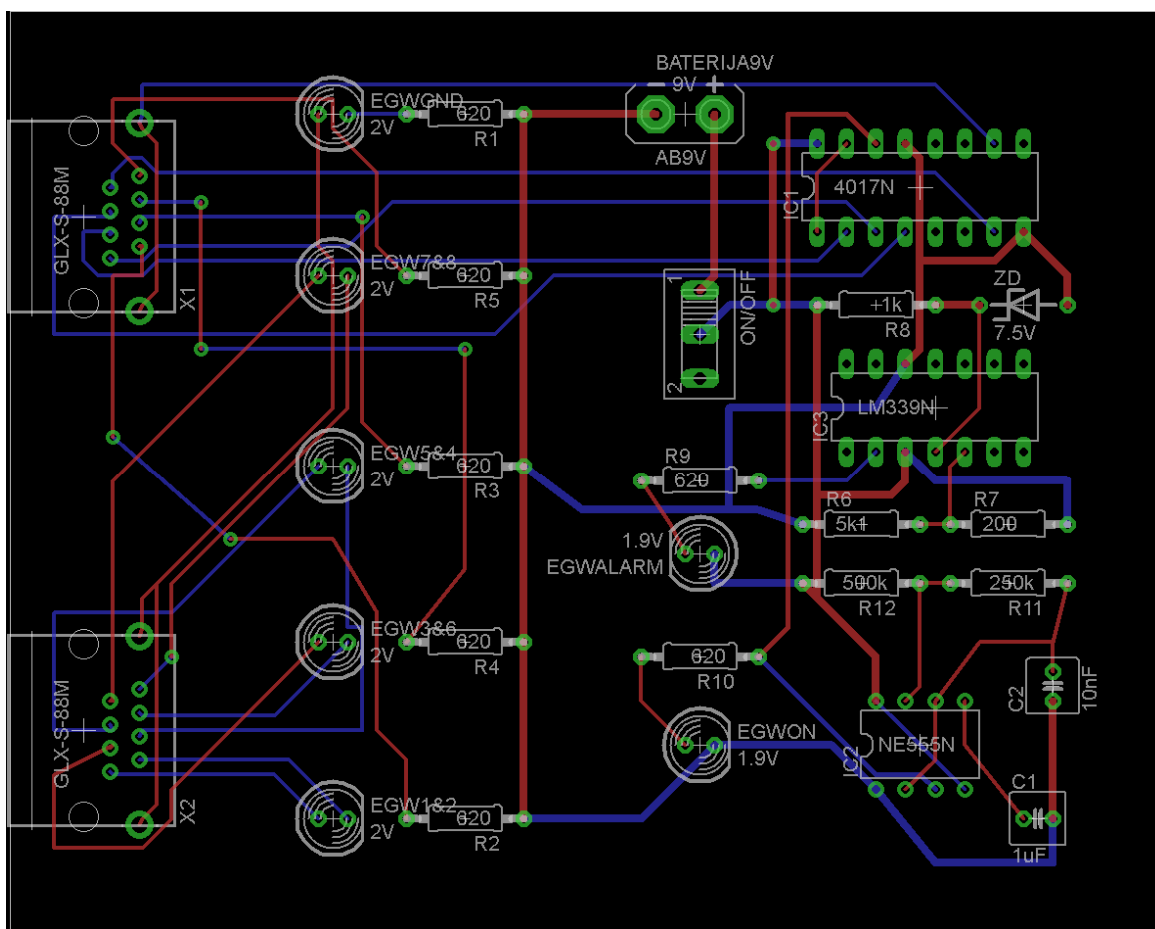 BATERIJA9V
- 9V +
AB9V
EGWGND
2V
620
R1
GLX-S-88M
X1
IC1
4017N
EGW7&8
2V
620
R5
1
ON/OFF
2
+1k
R8
ZD
7.5V
IC3
LM339N
EGW5&4
2V
620
R3
R9
620
R6
5k1
R7
200
1.9V
EGWALARM
500k
R12
250k
R11
EGW3&6
2V
620
R4
620
R10
GLX-S-88M
X2
EGWON
1.9V
IC2
NE555N
C2
10nF
C1
1uF
EGW1&2
2V
620
R2